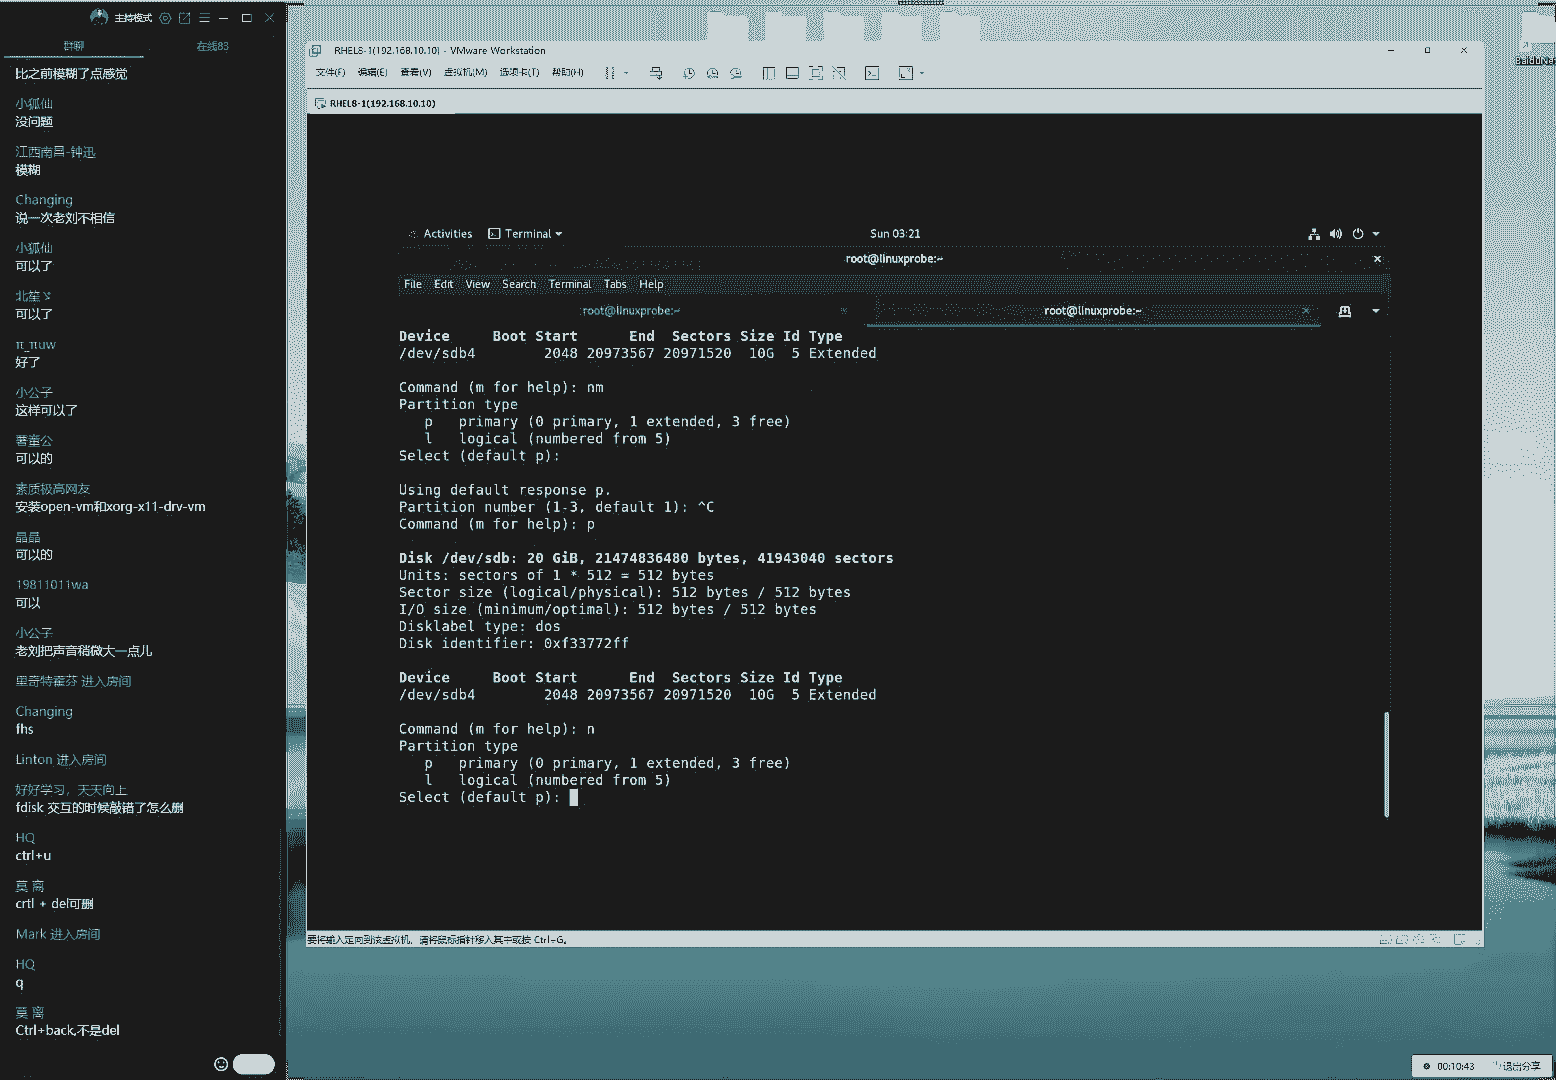 主持模式
群聊
在线83
比之前模糊了点感觉
小狐仙
没问题
江西南昌-钟迅
模糊
Changing
说一次老刘不相信
小狐仙
可以了
北笙ヾ
可以了
π_πuw
好了
小公子
这样可以了
著童公
可以的
素质极高网友
安装open-vm和xorg-x11-drv-vm
晶晶
可以的
19811011wa
可以
小公子
老刘把声音稍微大一点儿
里奇特霍芬 进入房间
Changing
fhs
Linton 进入房间
好好学习，天天向上
fdisk 交互的时候敲错了怎么删
HQ
ctrl+u
莫 离
crtl + del可删
Mark 进入房间
HQ
q
莫 离
Ctrl+back,不是del
RHEL8-1(192.168.10.10) - VMware Workstation
文件(F) 编辑(E) 查看(V) 虚拟机(M) 选项卡(T) 帮助(H)
RHEL8-1(192.168.10.10)
Activities Terminal Sun 03:21
root@linuxprobe:~
File Edit View Search Terminal Tabs Help
root@linuxprobe:~ root@linuxprobe:~
Device Boot Start End Sectors Size Id Type
/dev/sdb4 2048 20973567 20971520 10G 5 Extended
Command (m for help): nm
Partition type
p primary (0 primary, 1 extended, 3 free)
l logical (numbered from 5)
Select (default p):
Using default response p.
Partition number (1-3, default 1): ^C
Command (m for help): p
Disk /dev/sdb: 20 GiB, 21474836480 bytes, 41943040 sectors
Units: sectors of 1 * 512 = 512 bytes
Sector size (logical/physical): 512 bytes / 512 bytes
I/O size (minimum/optimal): 512 bytes / 512 bytes
Disklabel type: dos
Disk identifier: 0xf33772ff
Device Boot Start End Sectors Size Id Type
/dev/sdb4 2048 20973567 20971520 10G 5 Extended
Command (m for help): n
Partition type
p primary (0 primary, 1 extended, 3 free)
l logical (numbered from 5)
Select (default p):
要将输入定向到该虚拟机，请将鼠标指针移入其中或按 Ctrl+G。
BaiduNet
00:10:43 退出分享